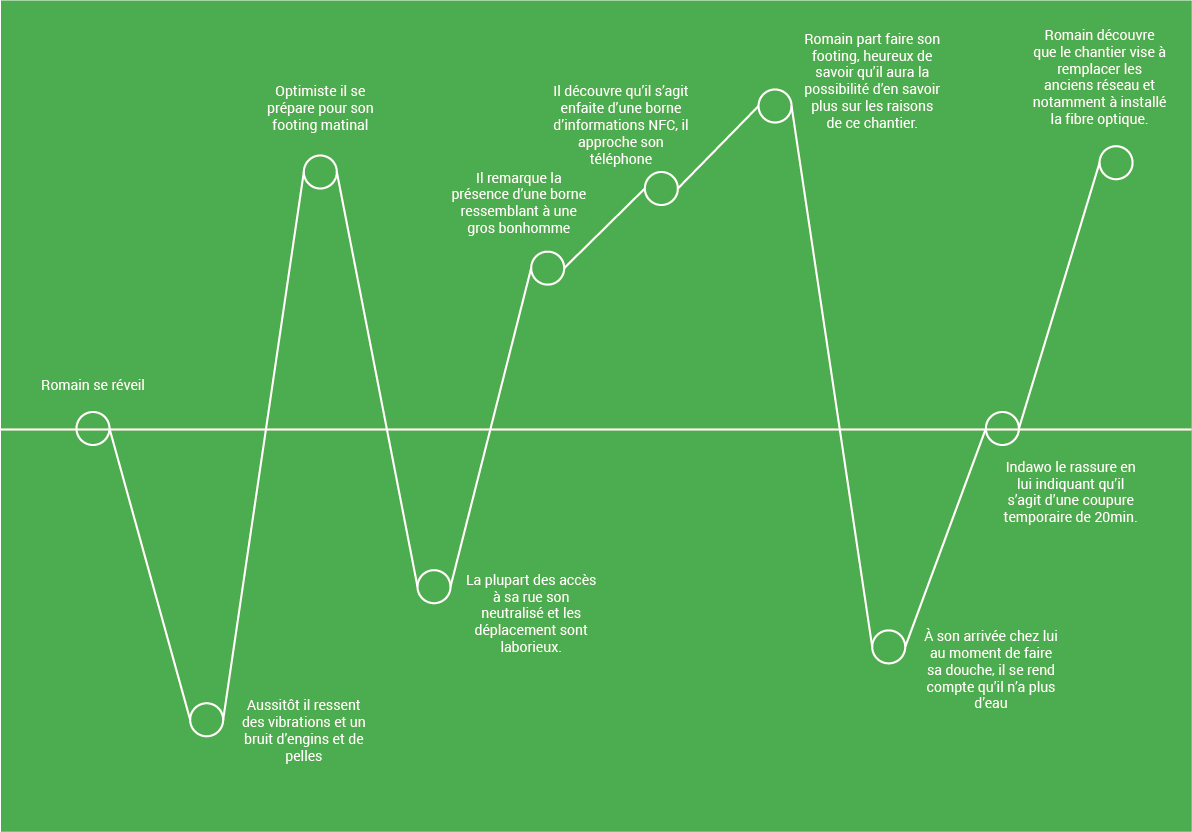 Romain se réveil
Aussitôt il ressent
des vibrations et un
bruit d’engins et de
pelles
Optimiste il se
prépare pour son
footing matinal
La plupart des accès
à sa rue son
neutralisé et les
déplacement sont
laborieux.
Il remarque la
présence d’une borne
ressemblant à une
gros bonhomme
Il découvre qu’il s’agit
enfaite d’une borne
d’informations NFC, il
approche son
téléphone
Romain part faire son
footing, heureux de
savoir qu’il aura la
possibilité d’en savoir
plus sur les raisons
de ce chantier.
À son arrivée chez lui
au moment de faire
sa douche, il se rend
compte qu’il n’a plus
d’eau
Indawo le rassure en
lui indiquant qu’il
s’agit d’une coupure
temporaire de 20min.
Romain découvre
que le chantier vise à
remplacer les
anciens réseau et
notamment à installé
la fibre optique.